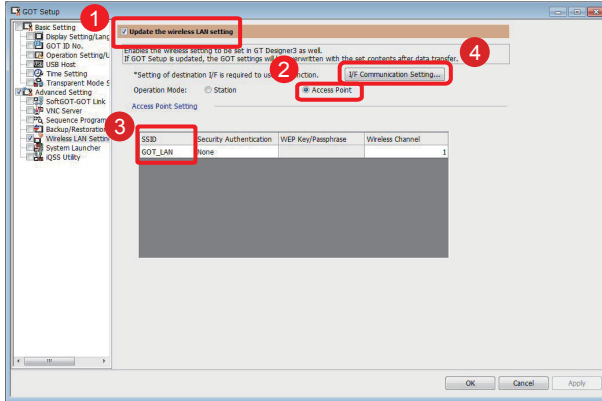 GOT Setup
1
Basic Setting
Display Setting/Lang
GOT ID No.
Operation Setting/U
USB Host
Time Setting
Transparent Mode S
Advanced Setting
SoftGOT-GOT Link
VNC Server
Sequence Program
Backup/Restoration
Wireless LAN Settin
System Launcher
iQSS Utility
Update the wireless LAN setting
Enables the wireless setting to be set in GT Designer3 as well.
If GOT Setup is updated, the GOT settings will be overwritten with the set contents after data transfer.
4
*Setting of destination I/F is required to use function.
I/F Communication Setting...
2
Operation Mode:
Station
Access Point
Access Point Setting
3
SSID Security Authentication WEP Key/Passphrase Wireless Channel
GOT_LAN None 1
OK Cancel Apply